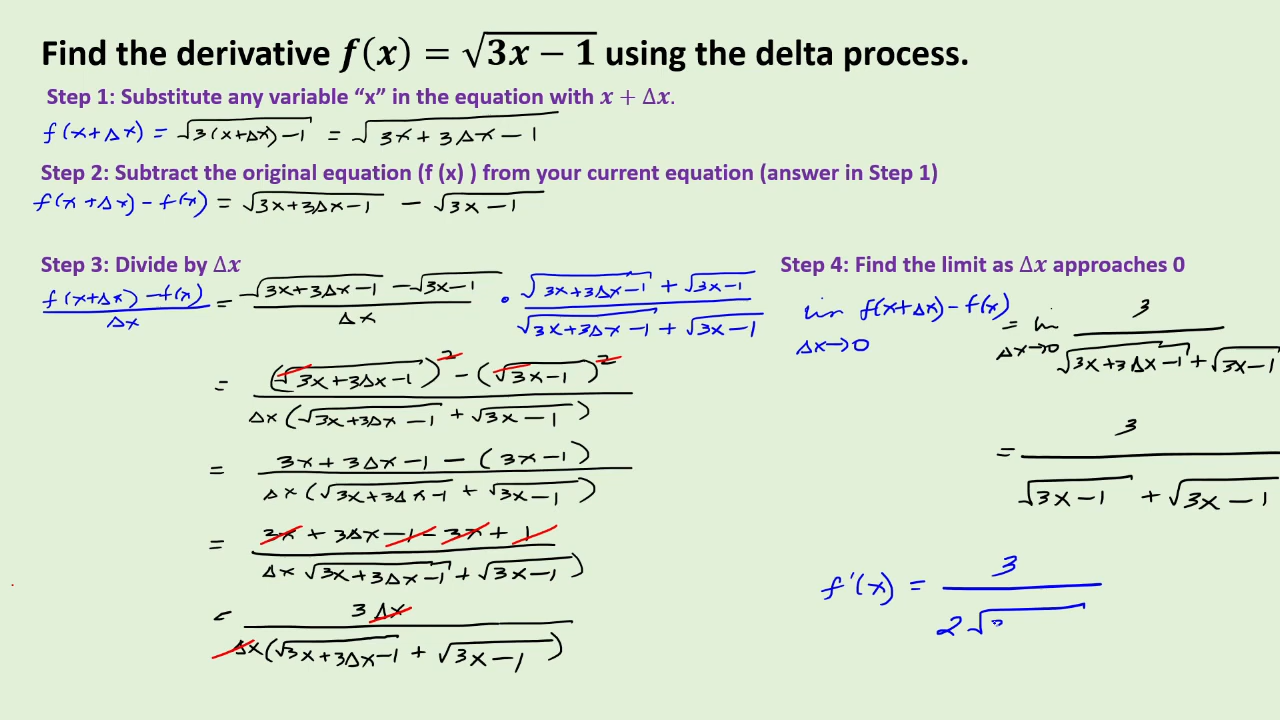 Find the derivative f(x) = √3x − 1 using the delta process.
Step 1: Substitute any variable “x” in the equation with x + Δx.
f(x+Δx) = √3(x+Δx)−1 = √3x + 3Δx − 1
Step 2: Subtract the original equation (f (x) ) from your current equation (answer in Step 1)
f(x+Δx) − f(x) = √3x+3Δx−1 − √3x−1
Step 3: Divide by Δx
f(x+Δx) − f(x) / Δx = √3x+3Δx−1 − √3x−1 / Δx · √3x+3Δx−1 + √3x−1 / √3x+3Δx−1 + √3x−1
= (√3x+3Δx−1)² − (√3x−1)² / Δx(√3x+3Δx−1 + √3x−1)
= 3x+3Δx−1 − (3x−1) / Δx(√3x+3Δx−1 + √3x−1)
= 3x + 3Δx − 1 − 3x + 1 / Δx √3x+3Δx−1 + √3x−1)
= 3Δx / Δx(√3x+3Δx−1 + √3x−1)
Step 4: Find the limit as Δx approaches 0
lim Δx→0 f(x+Δx) − f(x) = lim Δx→0 3 / √3x+3Δx−1 + √3x−1
= 3 / √3x−1 + √3x−1
f'(x) = 3 / 2√